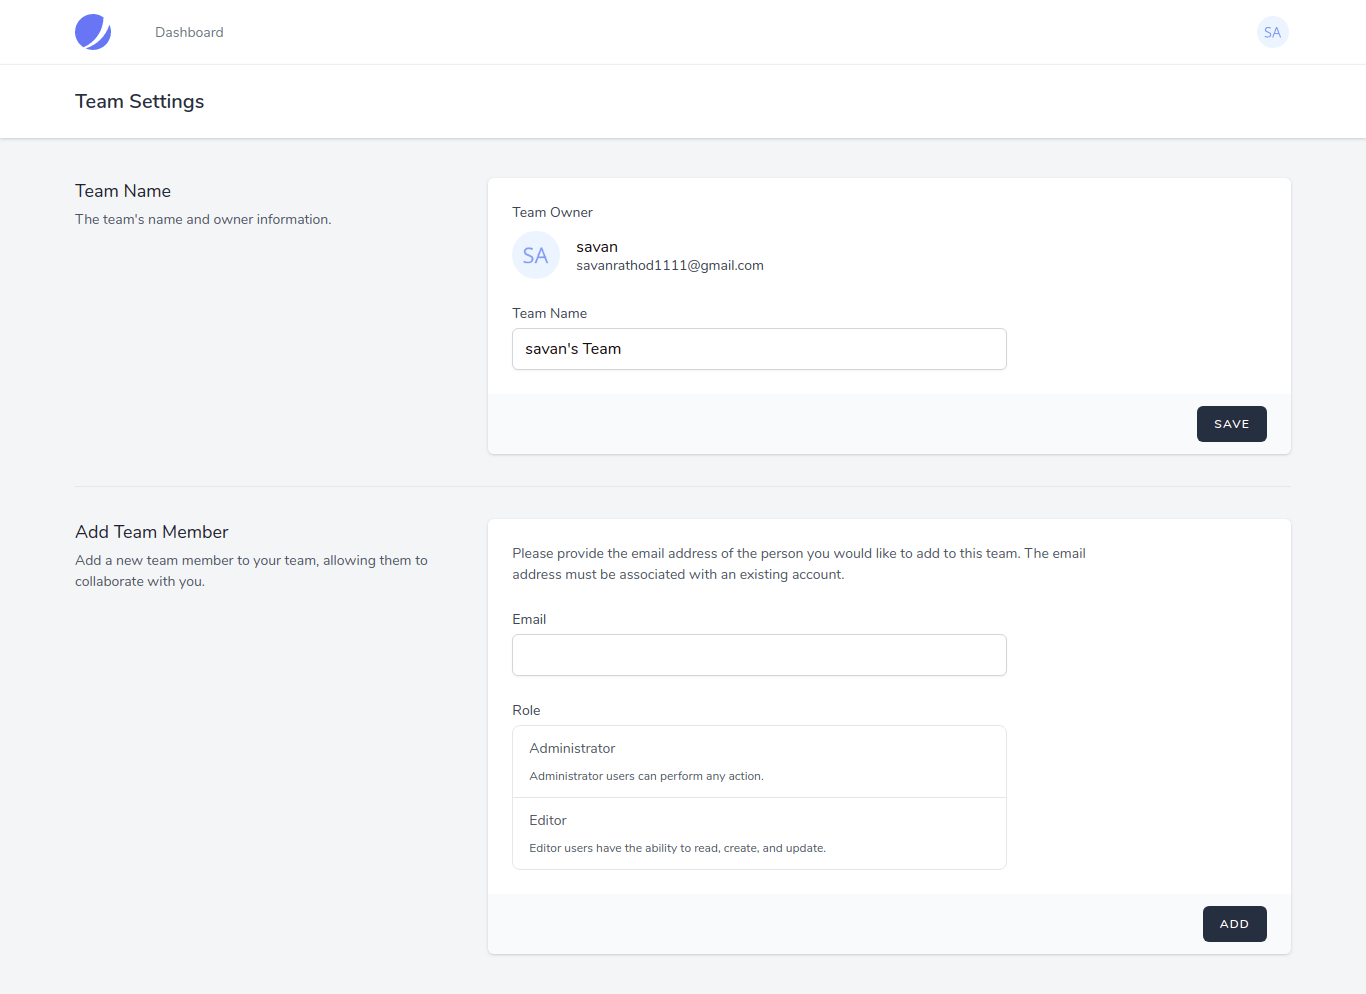 Dashboard
SA
Team Settings
Team Name
The team's name and owner information.
Team Owner
SA
savan
savanrathod1111@gmail.com
Team Name
savan's Team
SAVE
Add Team Member
Add a new team member to your team, allowing them to
collaborate with you.
Please provide the email address of the person you would like to add to this team. The email
address must be associated with an existing account.
Email
Role
Administrator
Administrator users can perform any action.
Editor
Editor users have the ability to read, create, and update.
ADD